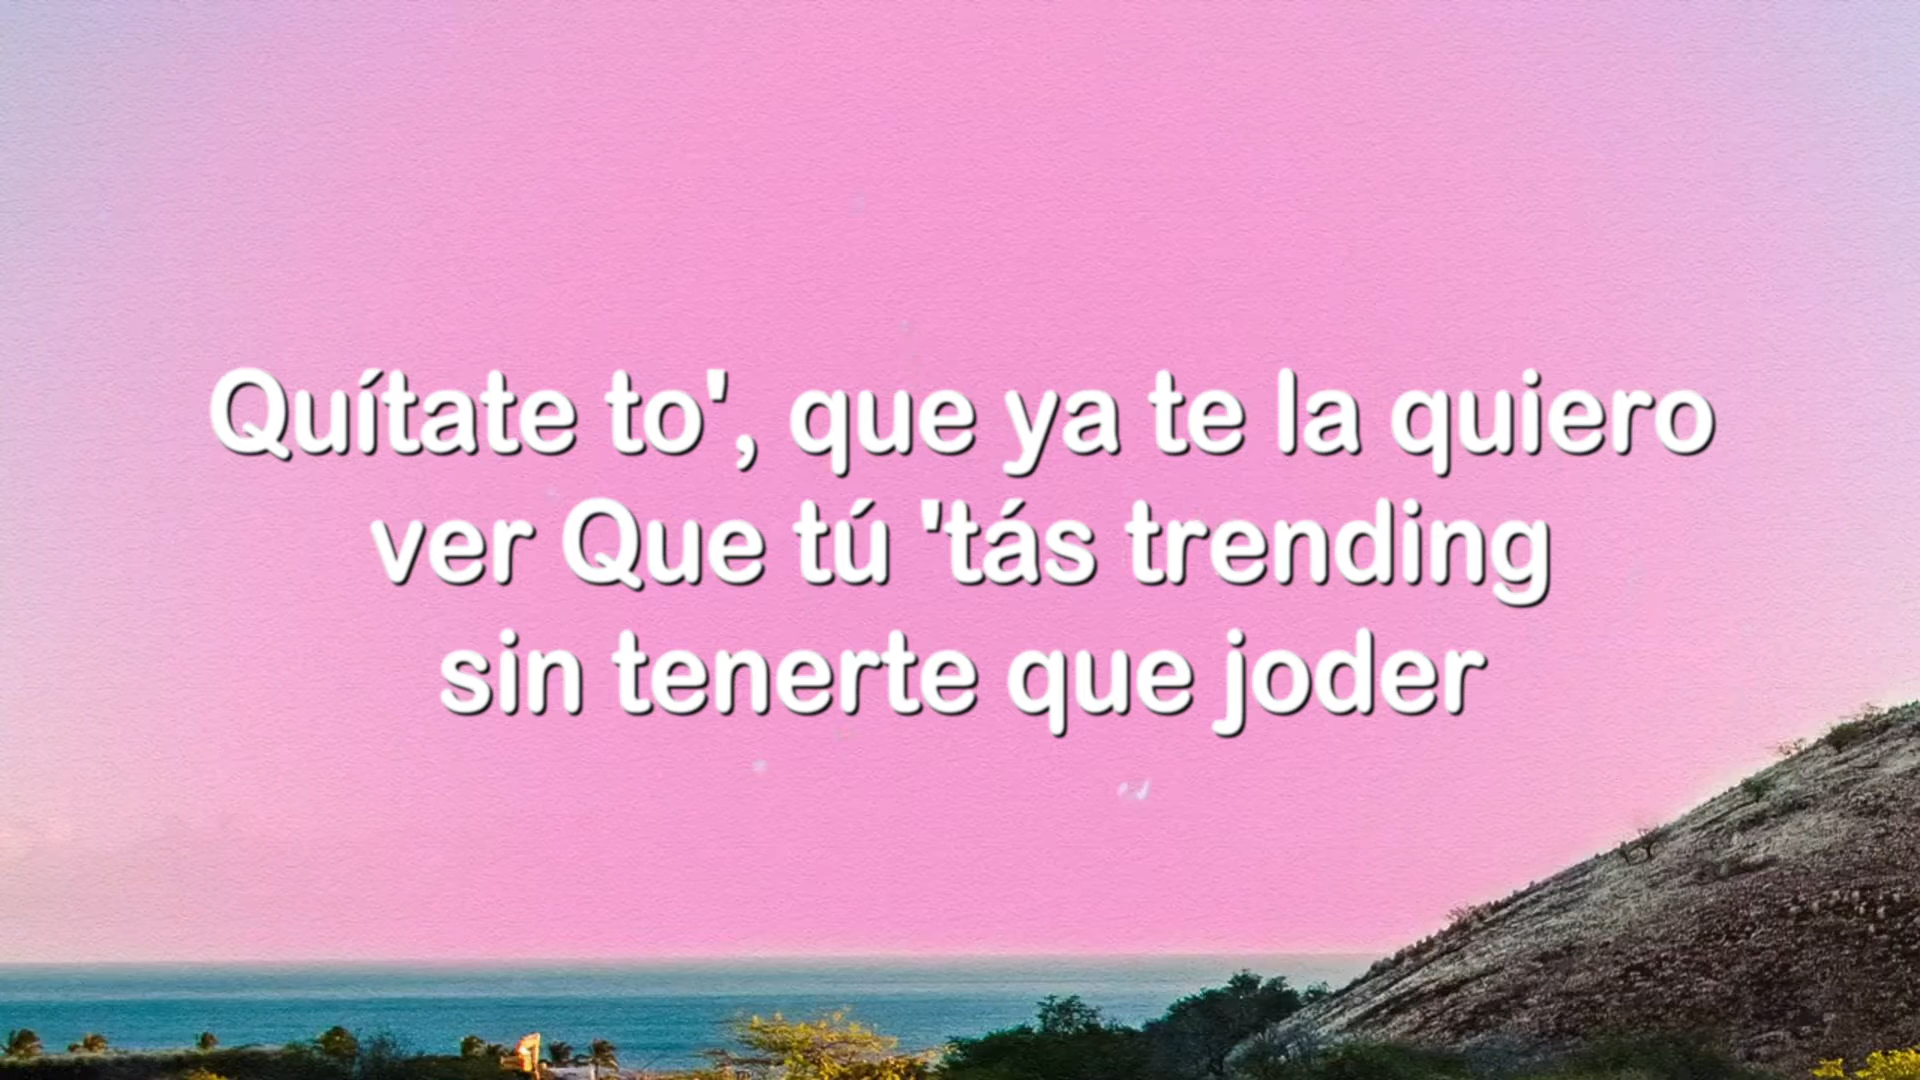 Quítate to', que ya te la quiero
ver Que tú 'tás trending
sin tenerte que joder